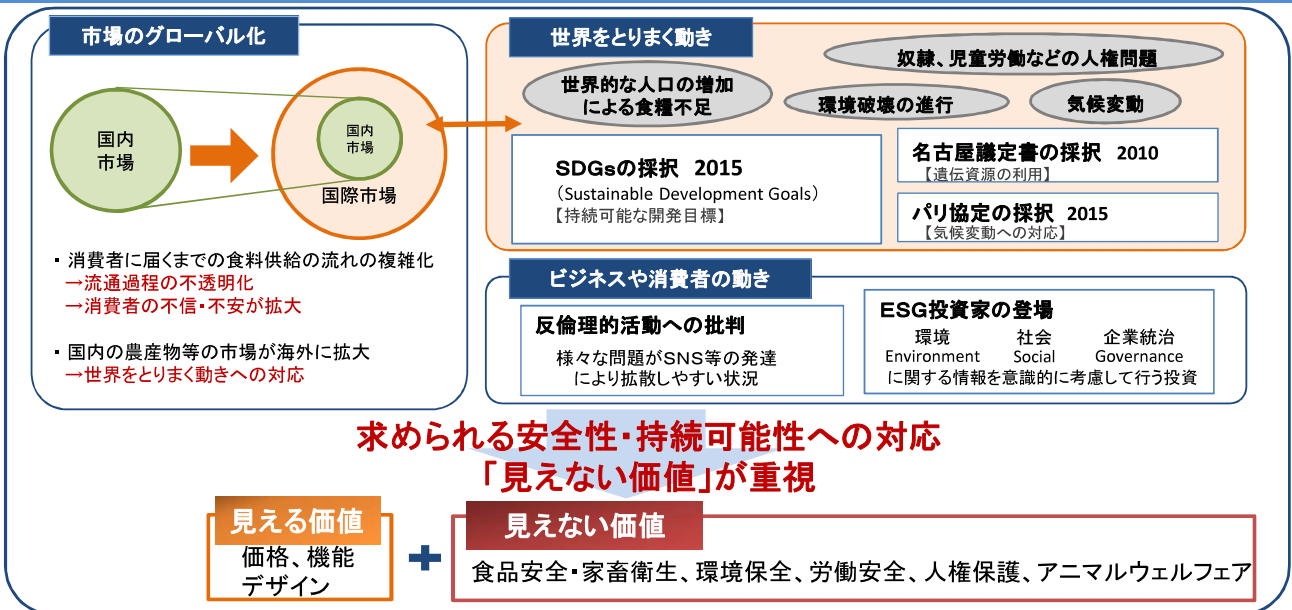 市場のグローバル化
国内
市場
国内
市場
国際市場
・消費者に届くまでの食料供給の流れの複雑化
→流通過程の不透明化
→消費者の不信・不安が拡大
・国内の農産物等の市場が海外に拡大
→世界をとりまく動きへの対応
世界をとりまく動き
奴隷、児童労働などの人権問題
世界的な人口の増加
による食糧不足
環境破壊の進行
気候変動
SDGsの採択 2015
（Sustainable Development Goals）
【持続可能な開発目標】
名古屋議定書の採択 2010
【遺伝資源の利用】
パリ協定の採択 2015
【気候変動への対応】
ビジネスや消費者の動き
反倫理的活動への批判
様々な問題がSNS等の発達
により拡散しやすい状況
ESG投資家の登場
環境 社会 企業統治
Environment Social Governance
に関する情報を意識的に考慮して行う投資
求められる安全性・持続可能性への対応
「見えない価値」が重視
見える価値
価格、機能
デザイン
+
見えない価値
食品安全・家畜衛生、環境保全、労働安全、人権保護、アニマルウェルフェア